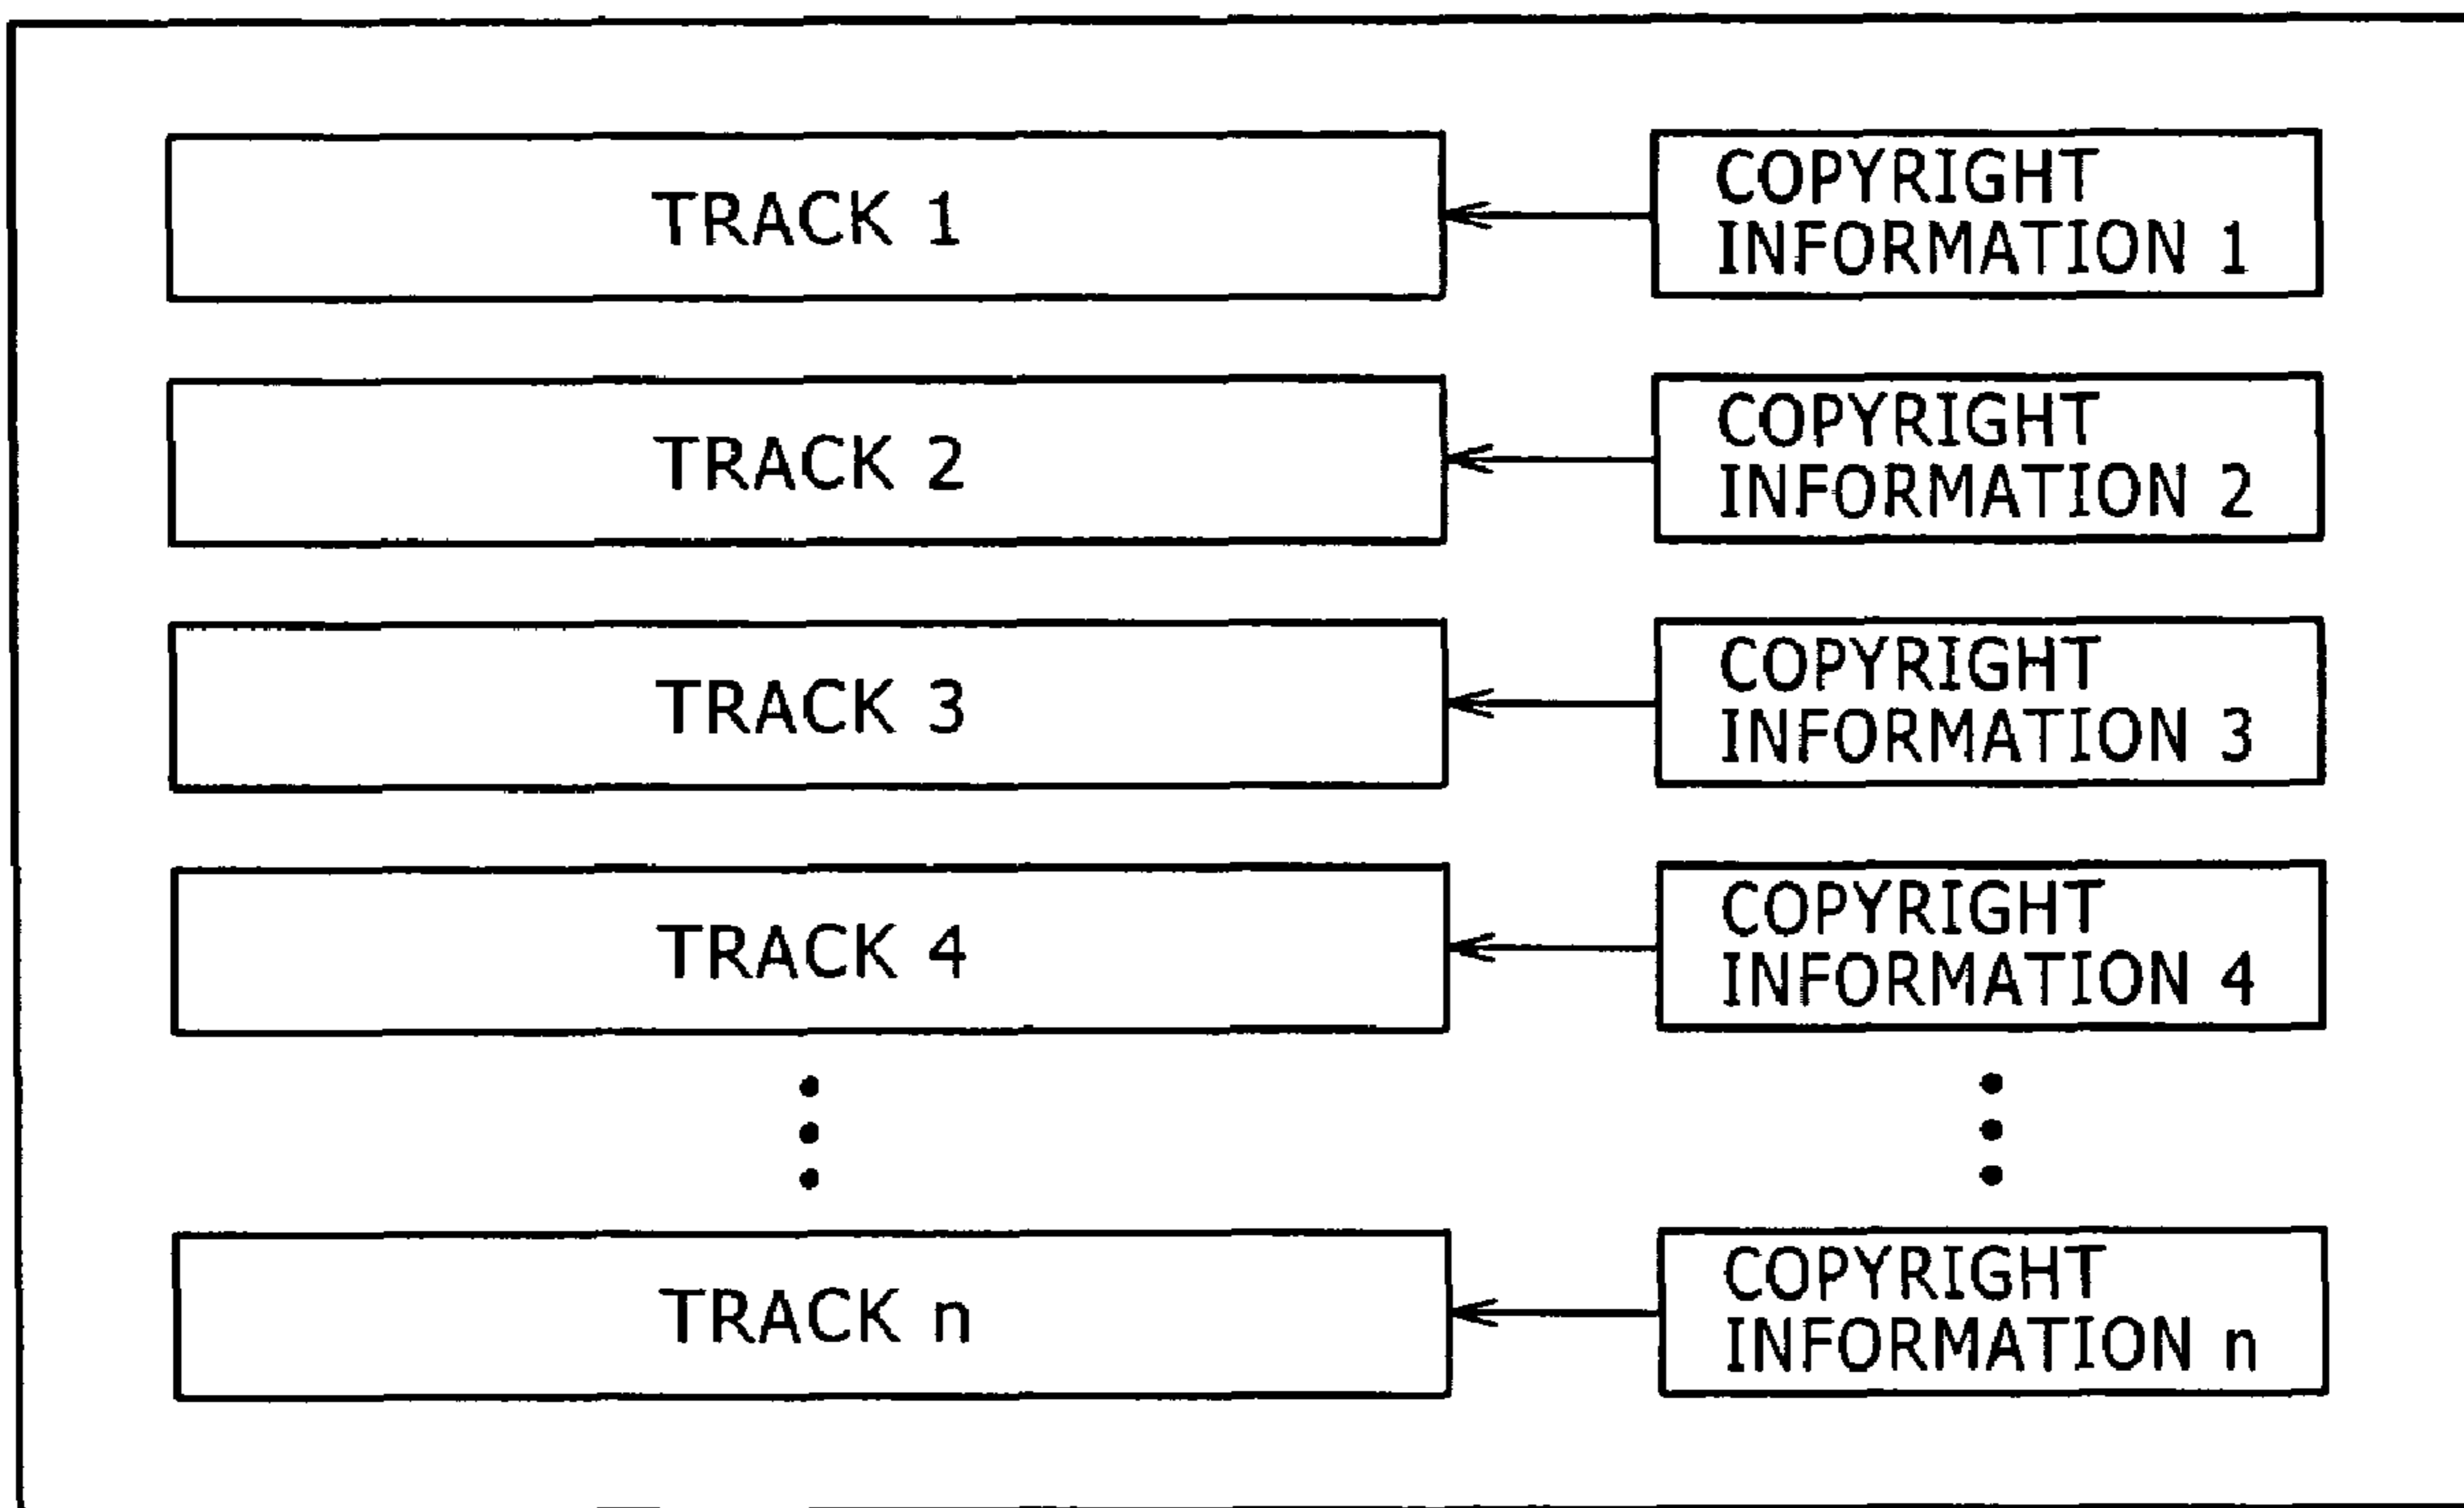 TRACK 1
COPYRIGHT
INFORMATION 1
TRACK 2
COPYRIGHT
INFORMATION 2
TRACK 3
COPYRIGHT
INFORMATION 3
TRACK 4
COPYRIGHT
INFORMATION 4
TRACK n
COPYRIGHT
INFORMATION n